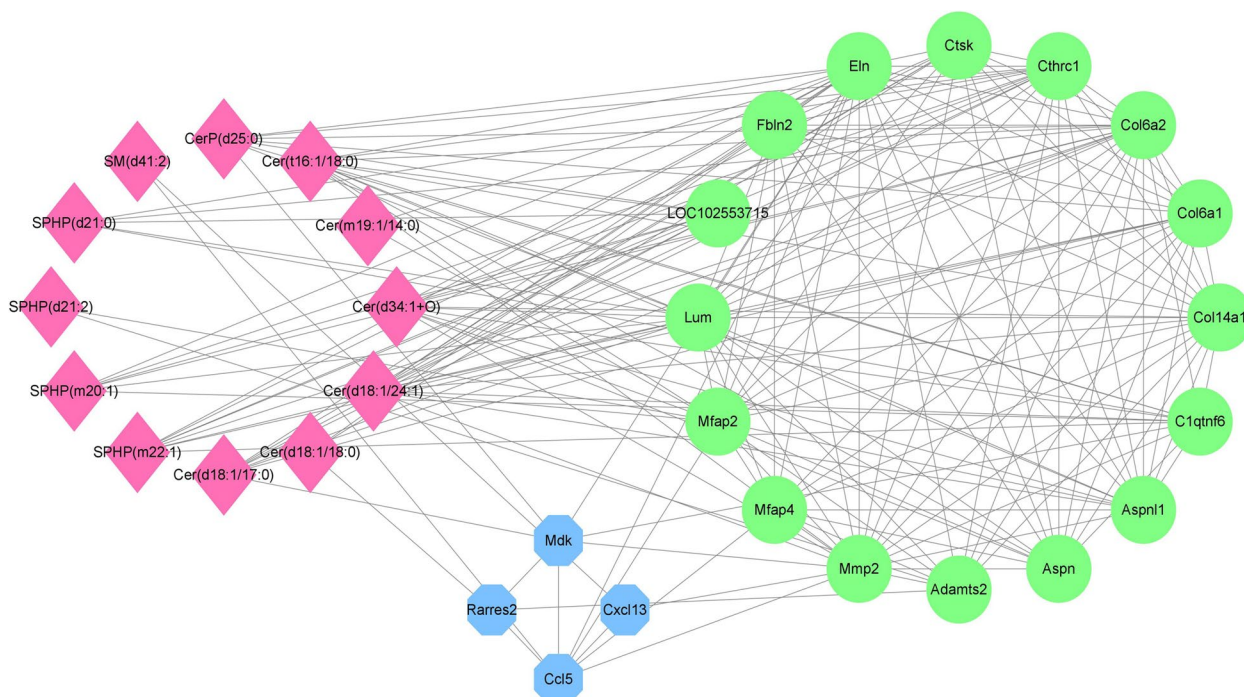 Ctsk
Eln
Cthrc1
Fbln2
Col6a2
CerP(d25:0)
SM(d41:2)
Cer(t16:1/18:0)
LOC102553715
Col6a1
SPHP(d21:0)
Cer(m19:1/14:0)
SPHP(d21:2)
Cer(d34:1+O)
Lum
Col14a1
SPHP(m20:1)
Cer(d18:1/24:1)
Mfap2
C1qtnf6
SPHP(m22:1)
Cer(d18:1/18:0)
Cer(d18:1/17:0)
Mfap4
Aspnl1
Mdk
Mmp2
Aspn
Adamts2
Rarres2
Cxcl13
Ccl5